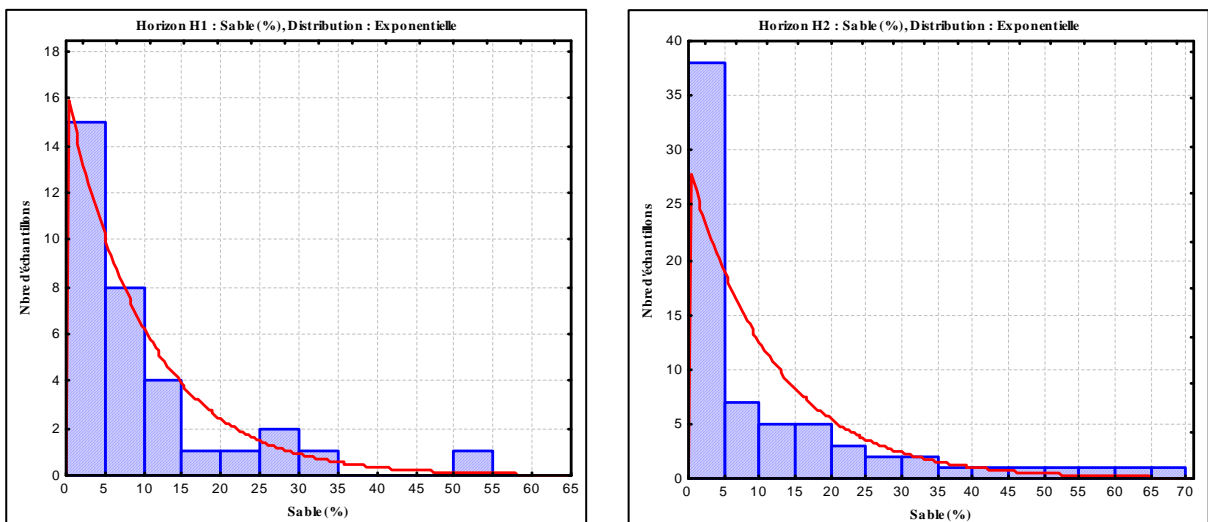 Horizon H1 : Sable (%), Distribution : Exponentielle
18
16
14
12
10
8
6
4
2
0
Nbre d'échantillons
0 5 10 15 20 25 30 35 40 45 50 55 60 65
Sable (%)
Horizon H2 : Sable (%), Distribution : Exponentielle
40
35
30
25
20
15
10
5
0
Nbre d'échantillons
0 5 10 15 20 25 30 35 40 45 50 55 60 65 70
Sable (%)